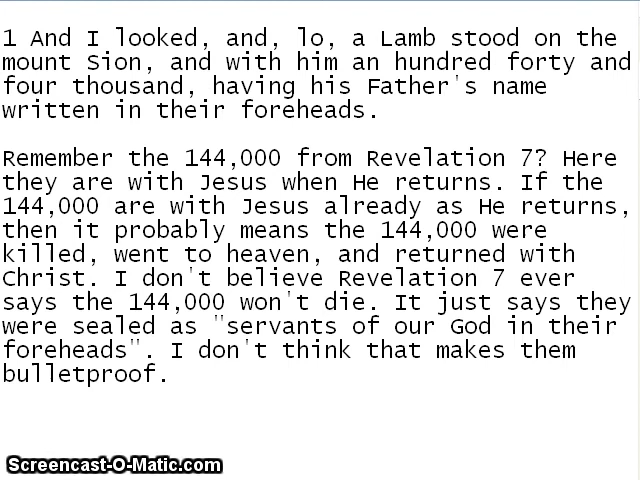 1 And I looked, and, lo, a Lamb stood on the
mount Sion, and with him an hundred forty and
four thousand, having his Father's name
written in their foreheads.
Remember the 144,000 from Revelation 7? Here
they are with Jesus when He returns. If the
144,000 are with Jesus already as He returns,
then it probably means the 144,000 were
killed, went to heaven, and returned with
Christ. I don't believe Revelation 7 ever
says the 144,000 won't die. It just says they
were sealed as "servants of our God in their
foreheads". I don't think that makes them
bulletproof.
Screencast-O-Matic.com